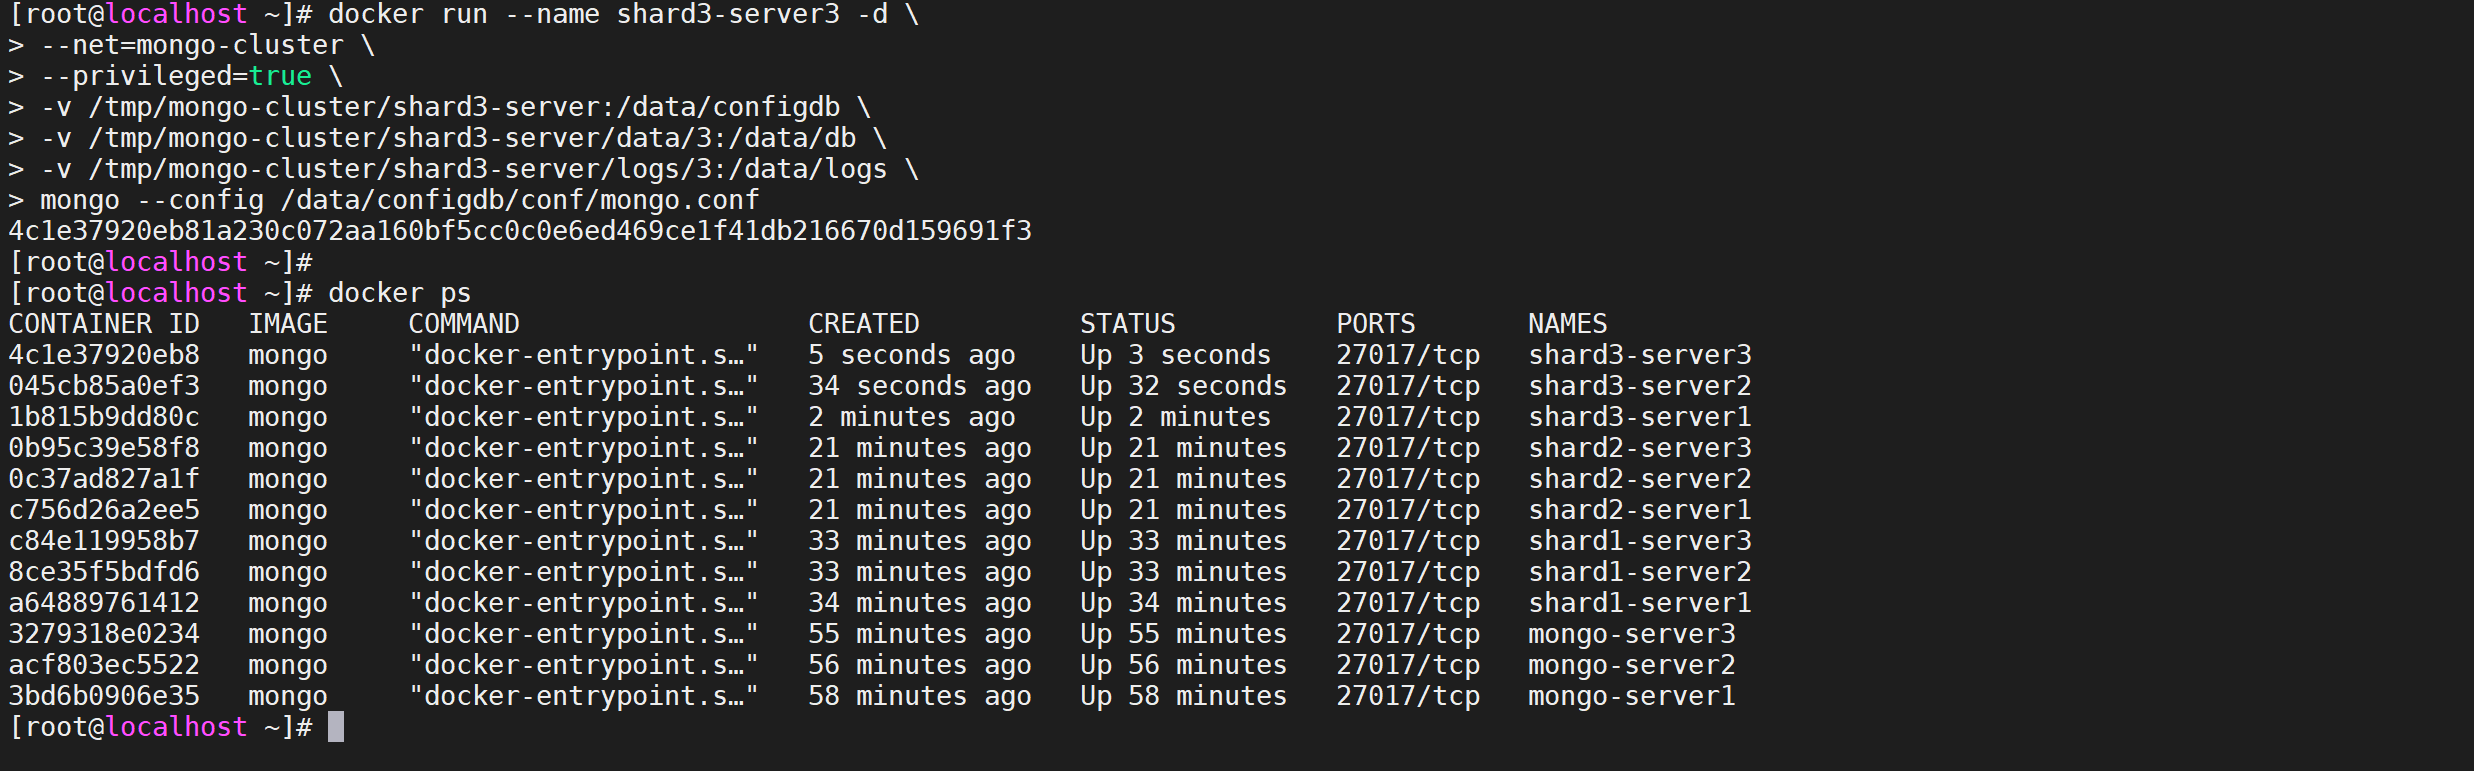 [root@localhost ~]# docker run --name shard3-server3 -d \
> --net=mongo-cluster \
> --privileged=true \
> -v /tmp/mongo-cluster/shard3-server:/data/configdb \
> -v /tmp/mongo-cluster/shard3-server/data/3:/data/db \
> -v /tmp/mongo-cluster/shard3-server/logs/3:/data/logs \
> mongo --config /data/configdb/conf/mongo.conf
4c1e37920eb81a230c072aa160bf5cc0c0e6ed469ce1f41db216670d159691f3
[root@localhost ~]#
[root@localhost ~]# docker ps
CONTAINER ID   IMAGE     COMMAND                  CREATED          STATUS          PORTS       NAMES
4c1e37920eb8   mongo     "docker-entrypoint.s…"   5 seconds ago    Up 3 seconds    27017/tcp   shard3-server3
045cb85a0ef3   mongo     "docker-entrypoint.s…"   34 seconds ago   Up 32 seconds   27017/tcp   shard3-server2
1b815b9dd80c   mongo     "docker-entrypoint.s…"   2 minutes ago    Up 2 minutes    27017/tcp   shard3-server1
0b95c39e58f8   mongo     "docker-entrypoint.s…"   21 minutes ago   Up 21 minutes   27017/tcp   shard2-server3
0c37ad827a1f   mongo     "docker-entrypoint.s…"   21 minutes ago   Up 21 minutes   27017/tcp   shard2-server2
c756d26a2ee5   mongo     "docker-entrypoint.s…"   21 minutes ago   Up 21 minutes   27017/tcp   shard2-server1
c84e119958b7   mongo     "docker-entrypoint.s…"   33 minutes ago   Up 33 minutes   27017/tcp   shard1-server3
8ce35f5bdfd6   mongo     "docker-entrypoint.s…"   33 minutes ago   Up 33 minutes   27017/tcp   shard1-server2
a64889761412   mongo     "docker-entrypoint.s…"   34 minutes ago   Up 34 minutes   27017/tcp   shard1-server1
3279318e0234   mongo     "docker-entrypoint.s…"   55 minutes ago   Up 55 minutes   27017/tcp   mongo-server3
acf803ec5522   mongo     "docker-entrypoint.s…"   56 minutes ago   Up 56 minutes   27017/tcp   mongo-server2
3bd6b0906e35   mongo     "docker-entrypoint.s…"   58 minutes ago   Up 58 minutes   27017/tcp   mongo-server1
[root@localhost ~]#